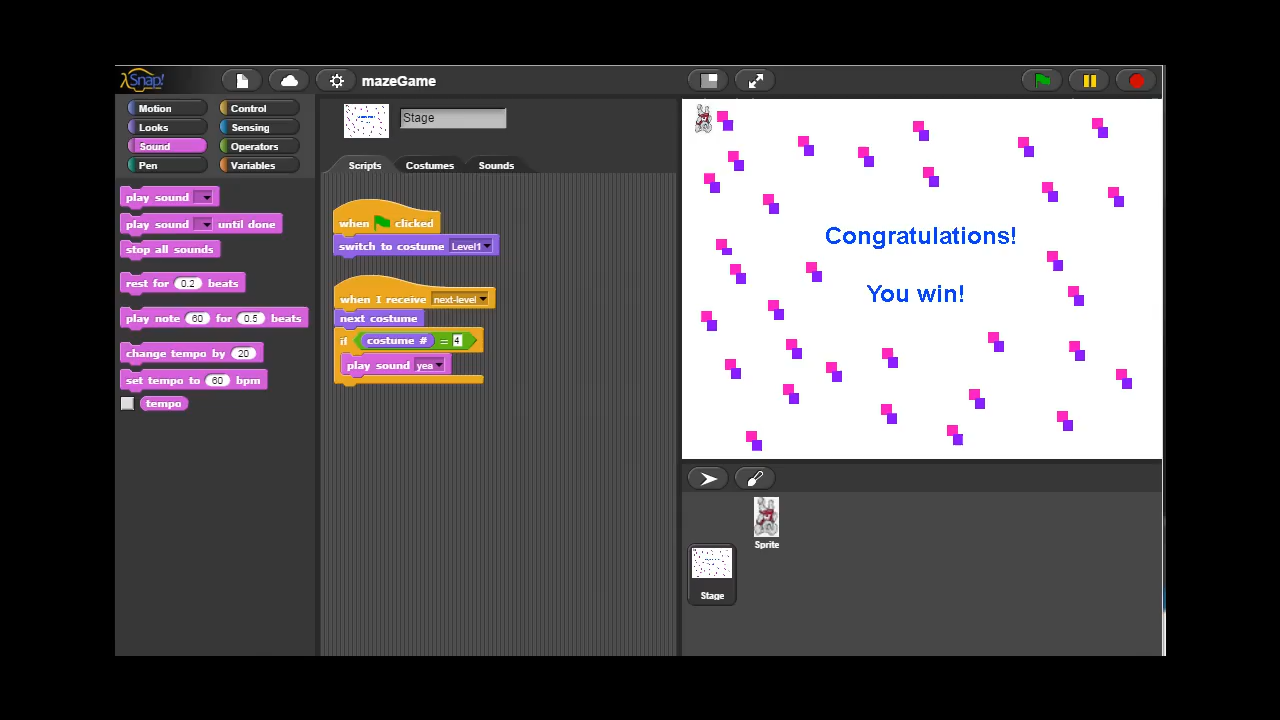 λSnap!
mazeGame
Motion
Control
Looks
Sensing
Sound
Operators
Pen
Variables
play sound
play sound until done
stop all sounds
rest for 0.2 beats
play note 60 for 0.5 beats
change tempo by 20
set tempo to 60 bpm
tempo
Stage
Scripts Costumes Sounds
when clicked
switch to costume Level1
when I receive next-level
next costume
if costume # = 4
play sound yea
Congratulations!
You win!
Sprite
Stage